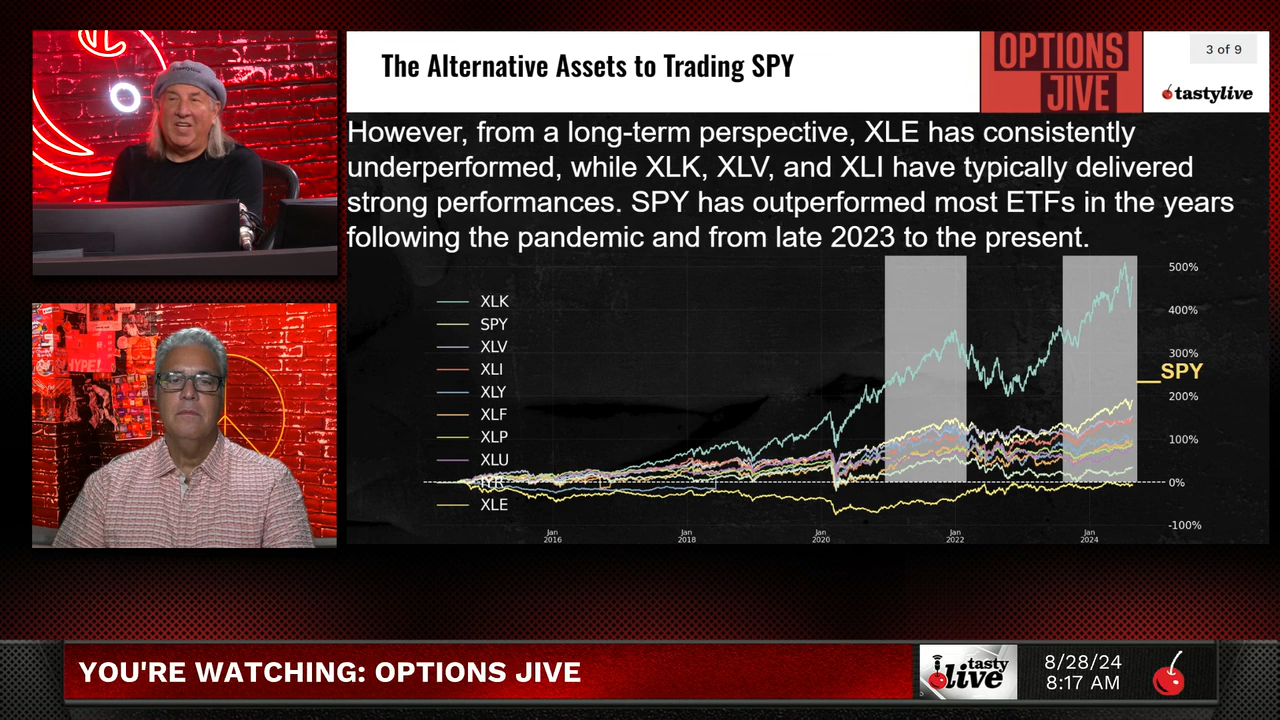 The Alternative Assets to Trading SPY
OPTIONS
JIVE
3 of 9
tastylive
However, from a long-term perspective, XLE has consistently
underperformed, while XLK, XLV, and XLI have typically delivered
strong performances. SPY has outperformed most ETFs in the years
following the pandemic and from late 2023 to the present.
XLK
SPY
XLV
XLI
XLY
XLF
XLP
XLU
IYR
XLE
500%
400%
300%
SPY
200%
100%
0%
-100%
Jan
2016
Jan
2018
Jan
2020
Jan
2022
Jan
2024
HYPE!
YOU'RE WATCHING: OPTIONS JIVE
tasty
live
8/28/24
8:17 AM